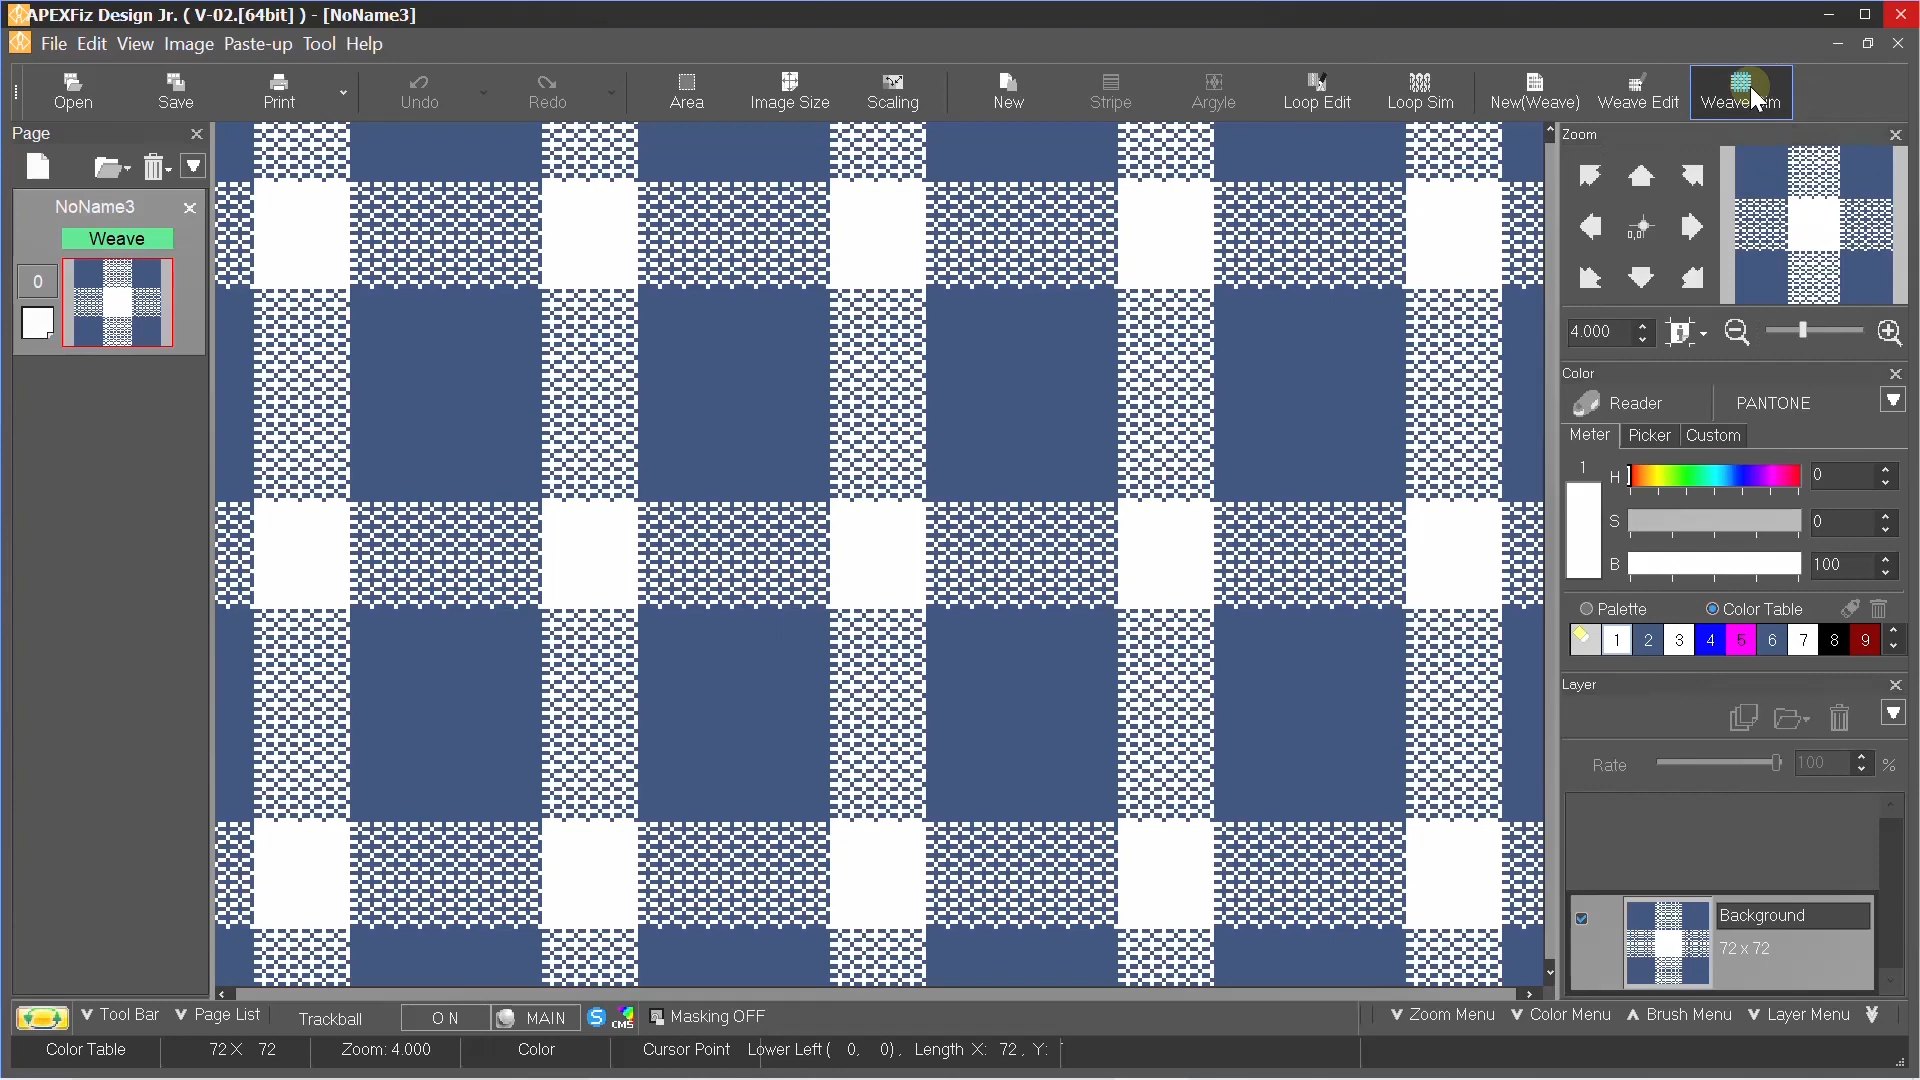 APEXFiz Design Jr. ( V-02.[64bit] ) - [NoName3]
File Edit View Image Paste-up Tool Help
Open Save Print Undo Redo Area Image Size Scaling New Stripe Argyle Loop Edit Loop Sim New(Weave) Weave Edit
Page
NoName3
Weave
0
Zoom
0,0
4.000
Color
Reader PANTONE
Meter Picker Custom
1
H 0
S 0
B 100
Palette Color Table
1 2 3 4 5 6 7 8 9
Layer
Rate 100 %
Background
72 x 72
Tool Bar Page List Trackball ON MAIN S CMS Masking OFF Zoom Menu Color Menu Brush Menu Layer Menu
Color Table 72 X 72 Zoom: 4.000 Color Cursor Point Lower Left ( 0, 0) , Length X: 72 , Y: